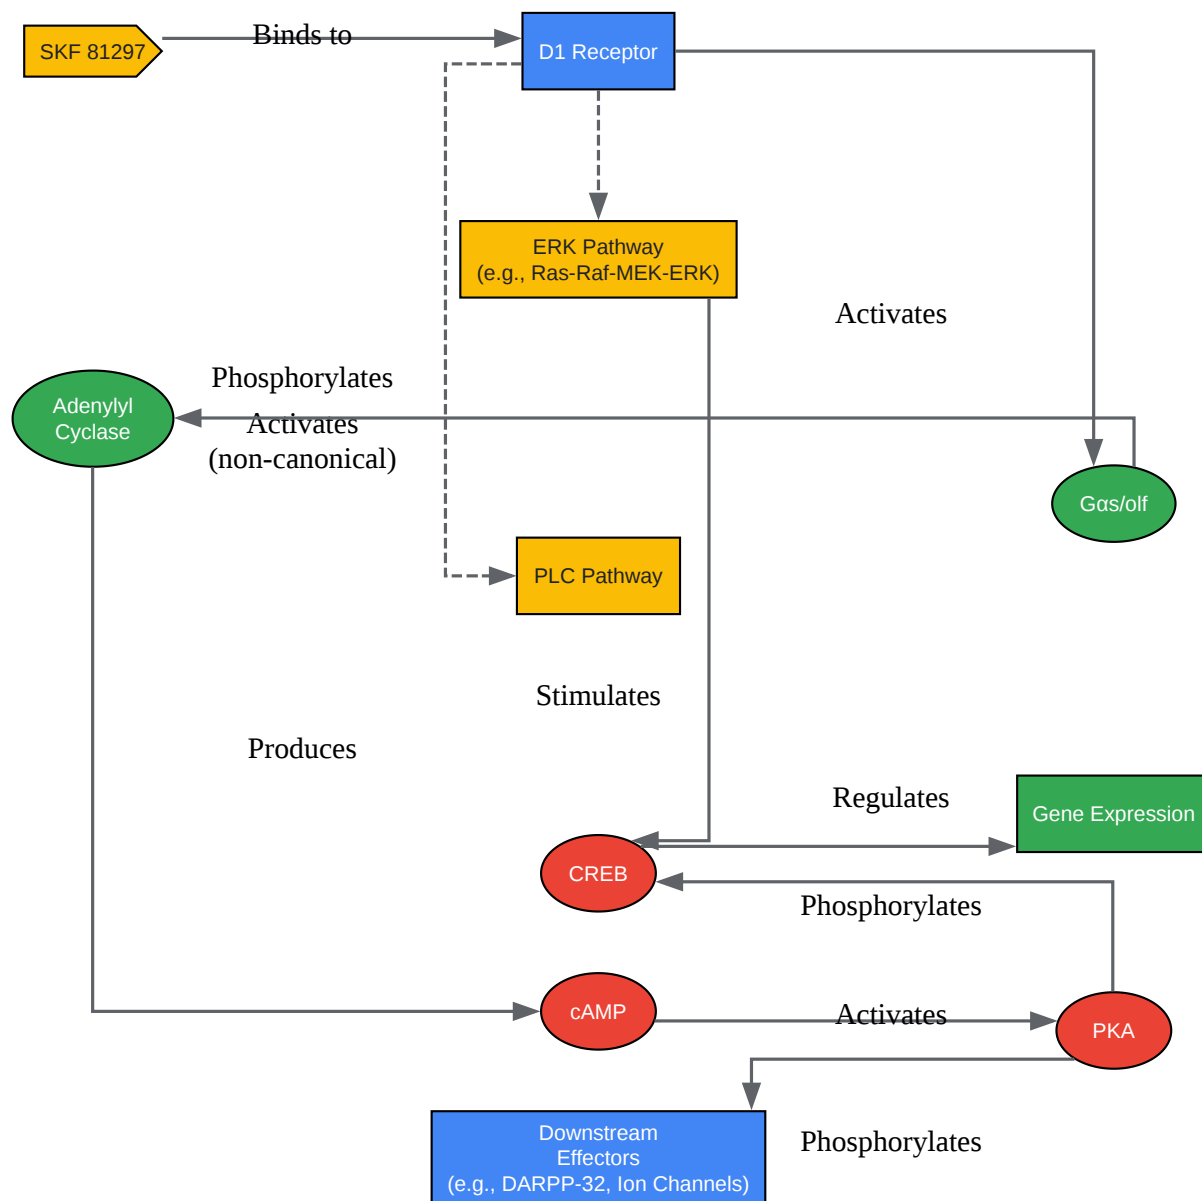 SKF 81297
Binds to
D1 Receptor
ERK Pathway
(e.g., Ras-Raf-MEK-ERK)
Activates
Phosphorylates
Adenylyl
Cyclase
Activates
(non-canonical)
Gαs/olf
PLC Pathway
Stimulates
Produces
Regulates
Gene Expression
CREB
Phosphorylates
cAMP
Activates
PKA
Downstream
Effectors
(e.g., DARPP-32, Ion Channels)
Phosphorylates